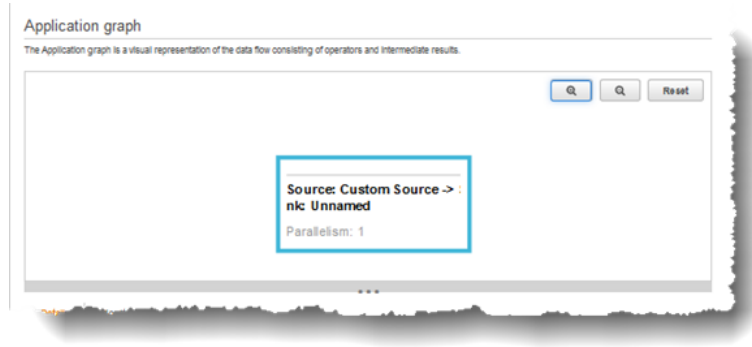 Application graph
The Application graph is a visual representation of the data flow consisting of operators and intermediate results.
Reset
Source: Custom Source -> 
nk: Unnamed
Parallelism: 1